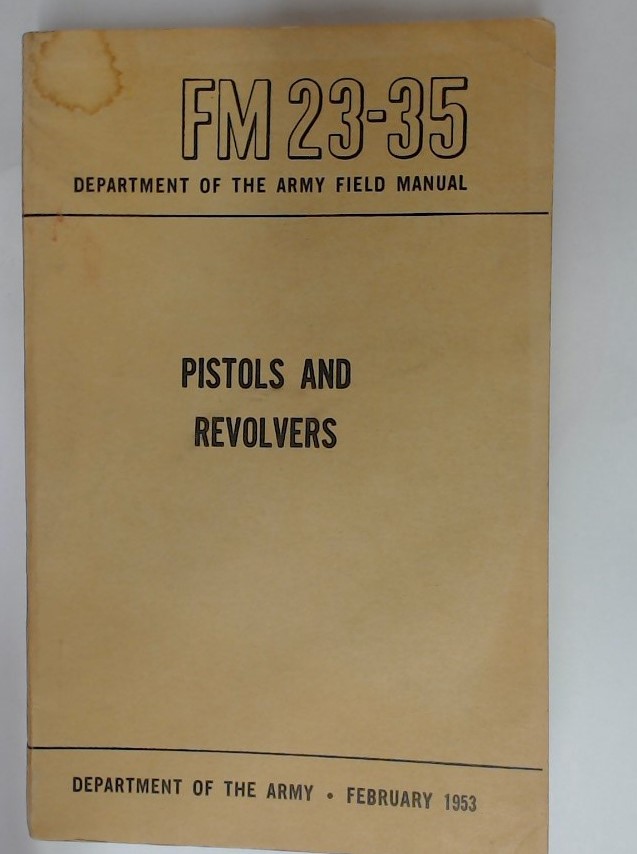 FM 23-35
DEPARTMENT OF THE ARMY FIELD MANUAL
PISTOLS AND
REVOLVERS
DEPARTMENT OF THE ARMY • FEBRUARY 1953